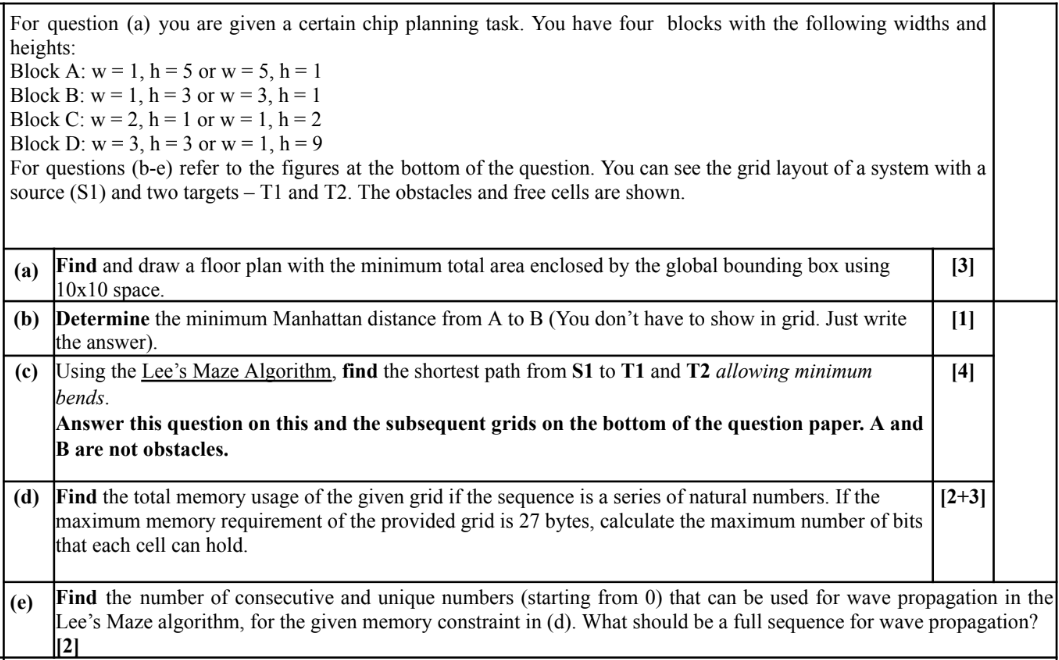 For question (a) you are given a certain chip planning task. You have four blocks with the following widths and
heights:
Block A: w = 1, h = 5 or w = 5, h = 1
Block B: w = 1, h = 3 or w = 3, h = 1
Block C: w = 2, h = 1 or w = 1, h = 2
Block D: w = 3, h = 3 or w = 1, h = 9
For questions (b-e) refer to the figures at the bottom of the question. You can see the grid layout of a system with a
source (S1) and two targets – T1 and T2. The obstacles and free cells are shown.
(a) Find and draw a floor plan with the minimum total area enclosed by the global bounding box using [3]
10x10 space.
(b) Determine the minimum Manhattan distance from A to B (You don’t have to show in grid. Just write [1]
the answer).
(c) Using the Lee’s Maze Algorithm, find the shortest path from S1 to T1 and T2 allowing minimum [4]
bends.
Answer this question on this and the subsequent grids on the bottom of the question paper. A and
B are not obstacles.
(d) Find the total memory usage of the given grid if the sequence is a series of natural numbers. If the [2+3]
maximum memory requirement of the provided grid is 27 bytes, calculate the maximum number of bits
that each cell can hold.
(e) Find the number of consecutive and unique numbers (starting from 0) that can be used for wave propagation in the
Lee’s Maze algorithm, for the given memory constraint in (d). What should be a full sequence for wave propagation?
[2]